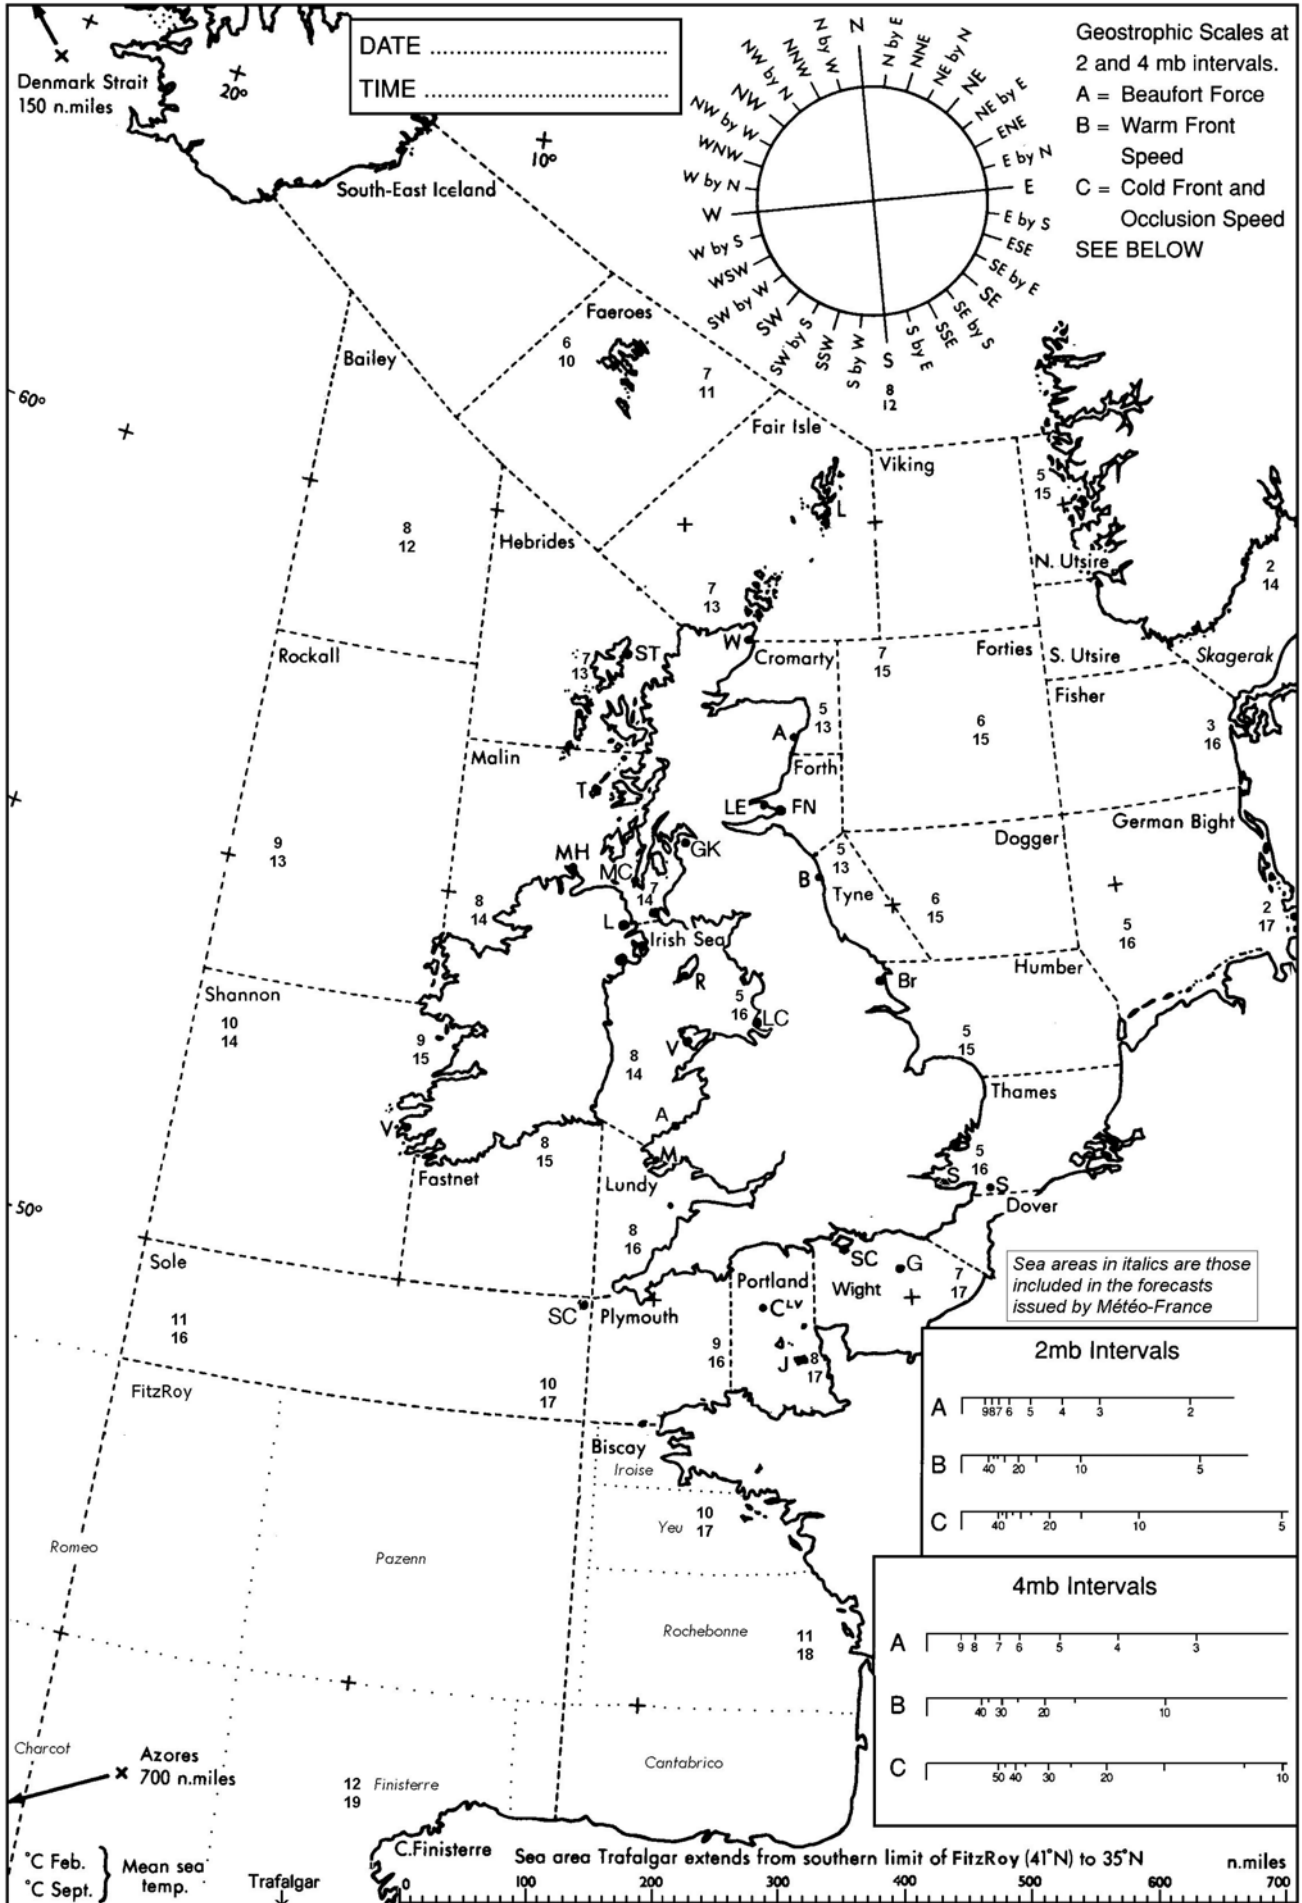 DATE ..................................
TIME ..................................
Denmark Strait
150 n.miles
20°
10°
N
N by E
NNE
NE by N
NE
NE by E
ENE
E by N
E
E by S
ESE
SE by E
SE
SE by S
SSE
S by E
S
S by W
SSW
SW by S
SW
SW by W
WSW
W by S
W
W by N
WNW
NW by W
NW
NW by N
NNW
N by W
Geostrophic Scales at
2 and 4 mb intervals.
A = Beaufort Force
B = Warm Front
Speed
C = Cold Front and
Occlusion Speed
SEE BELOW
South-East Iceland
Faeroes
6
10
Bailey
7
11
8
12
60°
Fair Isle
Viking
5
15
L
8
12
Hebrides
N. Utsire
2
14
7
13
Rockall
7
13
ST
W
Cromarty
7
15
Forties
S. Utsire
Skagerak
Fisher
5
13
6
15
3
16
A
Malin
Forth
T
LE
FN
German Bight
Dogger
9
13
MH
MC
GK
5
13
B
Tyne
7
14
8
14
6
15
2
17
5
16
L
Irish Sea
Humber
R
Br
Shannon
10
14
5
16
LC
9
15
V
8
14
5
15
Thames
A
V
8
15
M
5
16
S
S
Fastnet
Lundy
Dover
50°
8
16
Sole
SC
G
Portland
Wight
7
17
Sea areas in italics are those
included in the forecasts
issued by Météo-France
SC
Plymouth
C LV
11
16
9
16
J
8
17
FitzRoy
10
17
2mb Intervals
A
9 8 7 6 5 4 3 2
B
40 20 10 5
C
40 20 10 5
Biscay
Iroise
10
17
Yeu
Romeo
Pazenn
4mb Intervals
A
9 8 7 6 5 4 3
B
40 30 20 10
C
50 40 30 20 10
Rochebonne
11
18
Charcot
Azores
700 n.miles
Cantabrico
12
19
Finisterre
C.Finisterre
Sea area Trafalgar extends from southern limit of FitzRoy (41°N) to 35°N
n.miles
°C Feb.
°C Sept.
Mean sea
temp.
Trafalgar
0 100 200 300 400 500 600 700